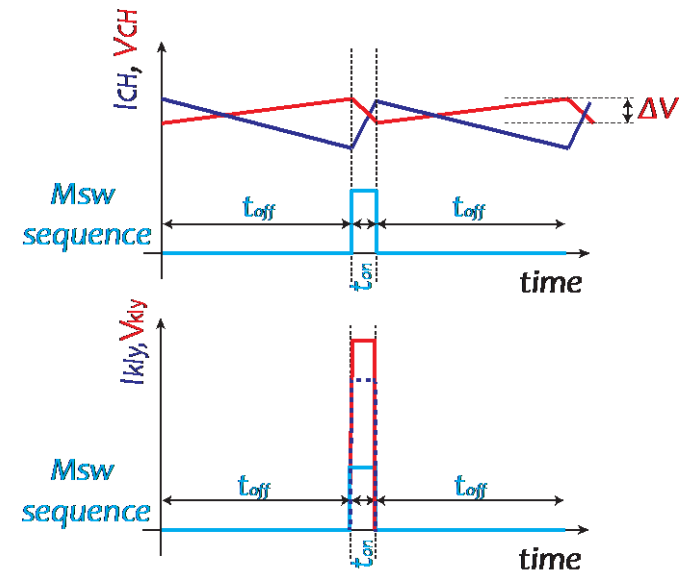 ICH, VCH
ΔV
Msw
sequence
toff
toff
ton
time
Ikly, Vkly
Msw
sequence
toff
toff
ton
time